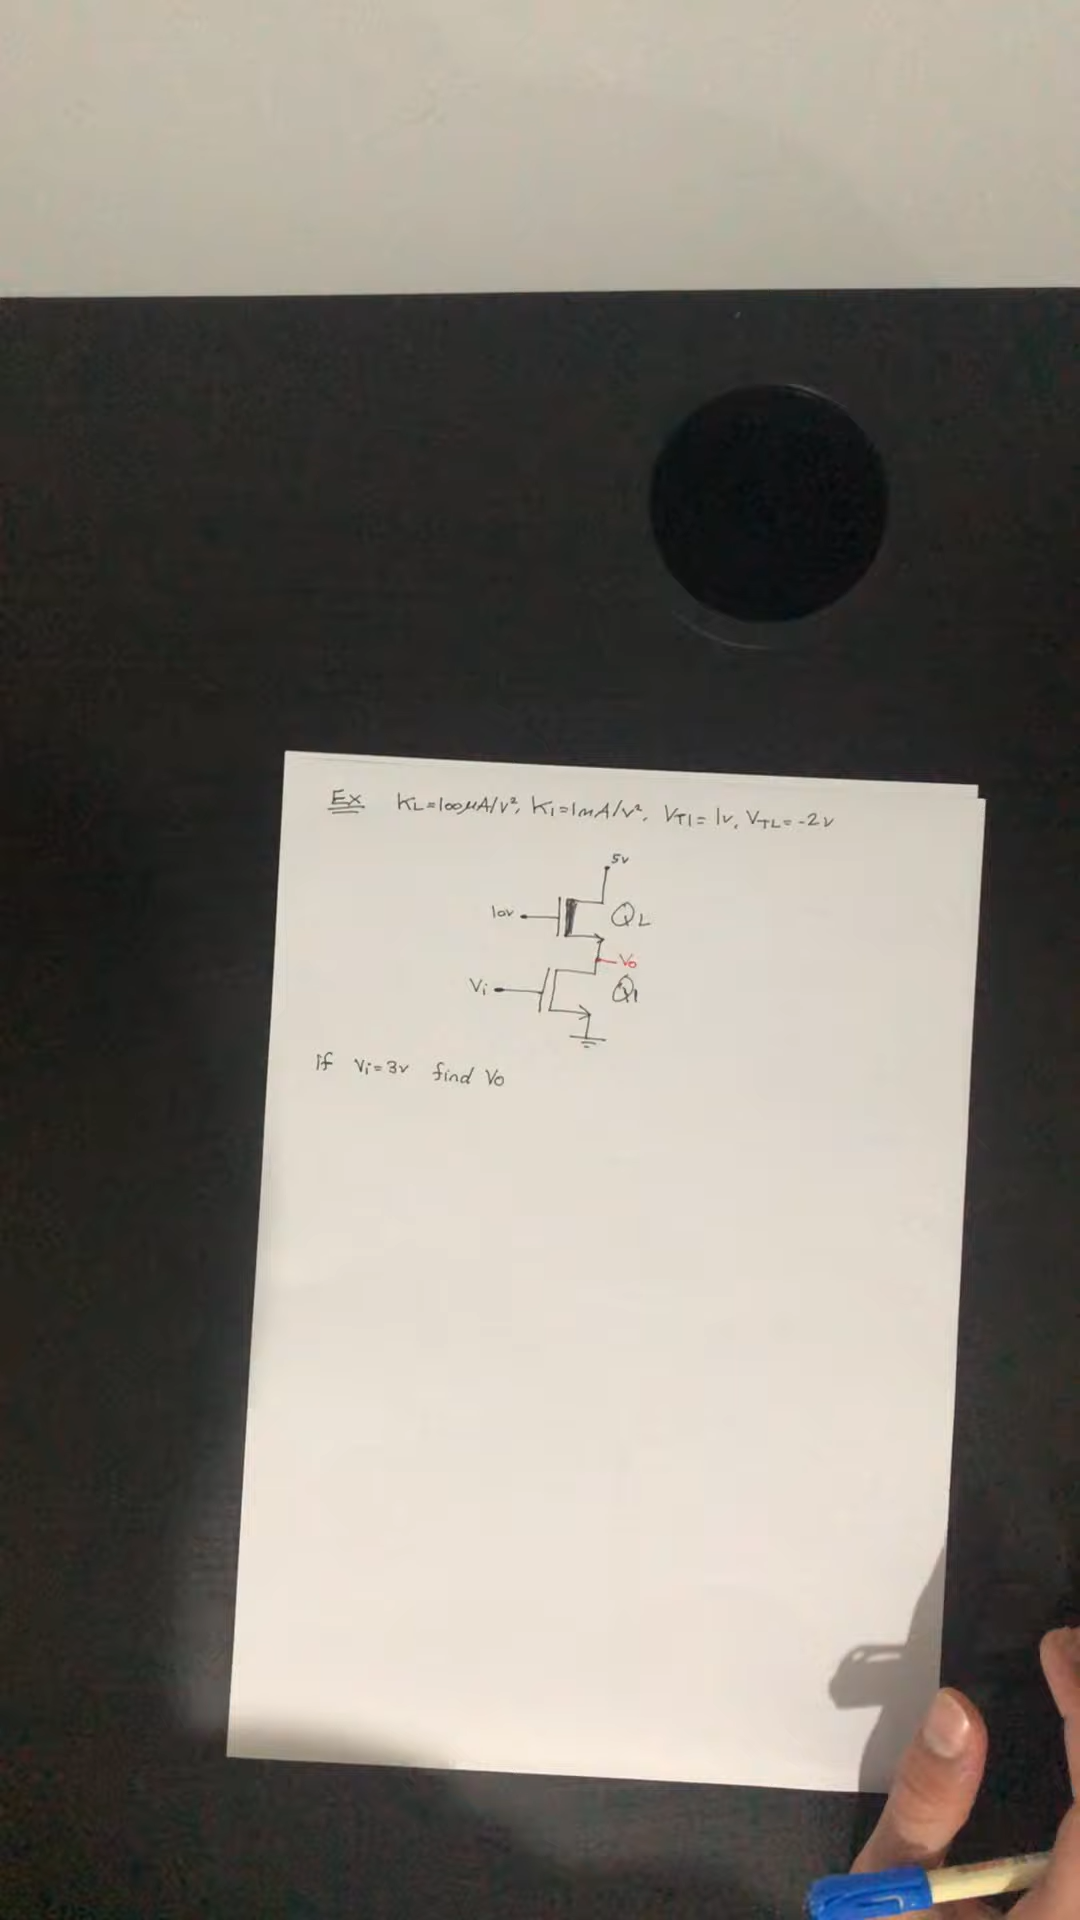 Ex KL=100μA/V², K1=1mA/V², VT1=1V, VTL=-2V
5V
10V
QL
Vo
Vi
Q1
If Vi=3V find Vo